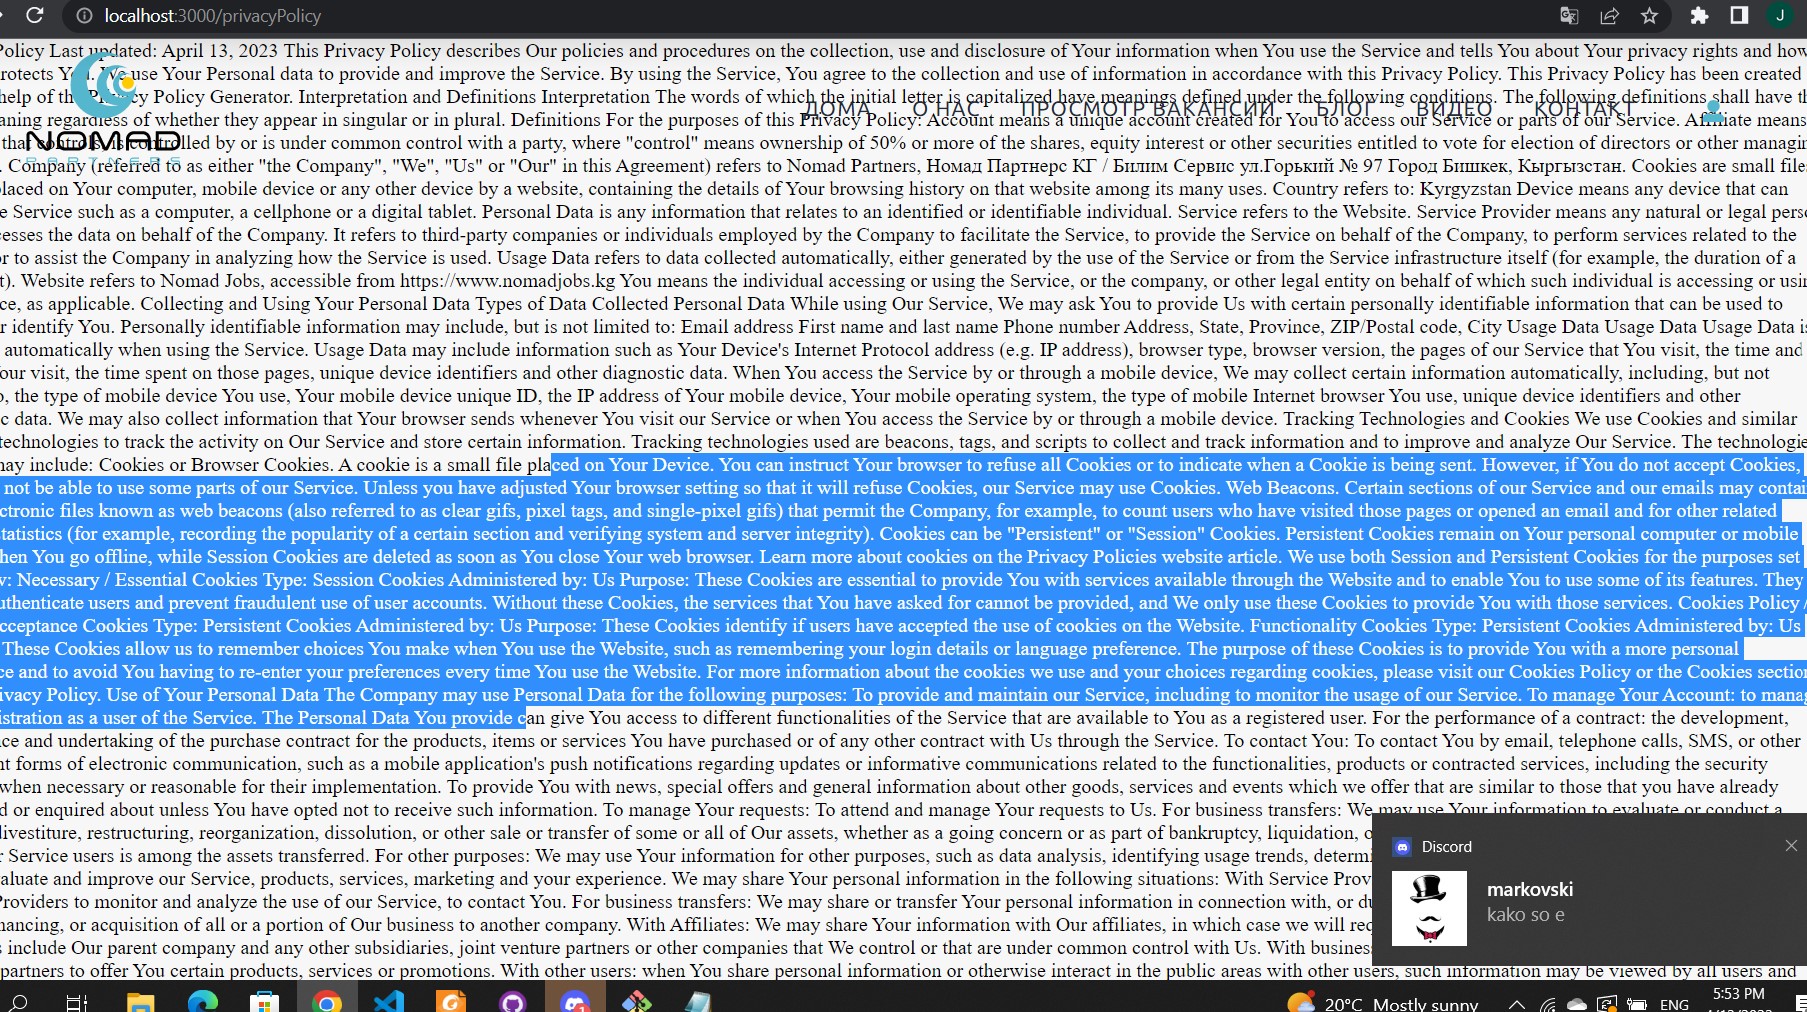 localhost:3000/privacyPolicy
Policy Last updated: April 13, 2023 This Privacy Policy describes Our policies and procedures on the collection, use and disclosure of Your information when You use the Service and tells You about Your privacy rights and how
rotects You. We use Your Personal data to provide and improve the Service. By using the Service, You agree to the collection and use of information in accordance with this Privacy Policy. This Privacy Policy has been created
help of the Privacy Policy Generator. Interpretation and Definitions Interpretation The words of which the initial letter is capitalized have meanings defined under the following conditions. The following definitions shall have th
ДОМА О НАС ПРОСМОТР ВАКАНСИЙ БЛОГ ВИДЕО КОНТАКТ
aning regardless of whether they appear in singular or in plural. Definitions For the purposes of this Privacy Policy: Account means a unique account created for You to access our Service or parts of our Service. Affiliate means
NOMAD
that controls, is controlled by or is under common control with a party, where "control" means ownership of 50% or more of the shares, equity interest or other securities entitled to vote for election of directors or other managin
PARTNERS
. Company (referred to as either "the Company", "We", "Us" or "Our" in this Agreement) refers to Nomad Partners, Номад Партнерс КГ / Билим Сервис ул.Горький № 97 Город Бишкек, Кыргызстан. Cookies are small file
laced on Your computer, mobile device or any other device by a website, containing the details of Your browsing history on that website among its many uses. Country refers to: Kyrgyzstan Device means any device that can
e Service such as a computer, a cellphone or a digital tablet. Personal Data is any information that relates to an identified or identifiable individual. Service refers to the Website. Service Provider means any natural or legal perso
cesses the data on behalf of the Company. It refers to third-party companies or individuals employed by the Company to facilitate the Service, to provide the Service on behalf of the Company, to perform services related to the
or to assist the Company in analyzing how the Service is used. Usage Data refers to data collected automatically, either generated by the use of the Service or from the Service infrastructure itself (for example, the duration of a
t). Website refers to Nomad Jobs, accessible from https://www.nomadjobs.kg You means the individual accessing or using the Service, or the company, or other legal entity on behalf of which such individual is accessing or usin
ce, as applicable. Collecting and Using Your Personal Data Types of Data Collected Personal Data While using Our Service, We may ask You to provide Us with certain personally identifiable information that can be used to
r identify You. Personally identifiable information may include, but is not limited to: Email address First name and last name Phone number Address, State, Province, ZIP/Postal code, City Usage Data Usage Data Usage Data is
automatically when using the Service. Usage Data may include information such as Your Device's Internet Protocol address (e.g. IP address), browser type, browser version, the pages of our Service that You visit, the time and
our visit, the time spent on those pages, unique device identifiers and other diagnostic data. When You access the Service by or through a mobile device, We may collect certain information automatically, including, but not
o, the type of mobile device You use, Your mobile device unique ID, the IP address of Your mobile device, Your mobile operating system, the type of mobile Internet browser You use, unique device identifiers and other
c data. We may also collect information that Your browser sends whenever You visit our Service or when You access the Service by or through a mobile device. Tracking Technologies and Cookies We use Cookies and similar
technologies to track the activity on Our Service and store certain information. Tracking technologies used are beacons, tags, and scripts to collect and track information and to improve and analyze Our Service. The technologie
may include: Cookies or Browser Cookies. A cookie is a small file placed on Your Device. You can instruct Your browser to refuse all Cookies or to indicate when a Cookie is being sent. However, if You do not accept Cookies,
not be able to use some parts of our Service. Unless you have adjusted Your browser setting so that it will refuse Cookies, our Service may use Cookies. Web Beacons. Certain sections of our Service and our emails may contai
ctronic files known as web beacons (also referred to as clear gifs, pixel tags, and single-pixel gifs) that permit the Company, for example, to count users who have visited those pages or opened an email and for other related
tatistics (for example, recording the popularity of a certain section and verifying system and server integrity). Cookies can be "Persistent" or "Session" Cookies. Persistent Cookies remain on Your personal computer or mobile
hen You go offline, while Session Cookies are deleted as soon as You close Your web browser. Learn more about cookies on the Privacy Policies website article. We use both Session and Persistent Cookies for the purposes set
w: Necessary / Essential Cookies Type: Session Cookies Administered by: Us Purpose: These Cookies are essential to provide You with services available through the Website and to enable You to use some of its features. They
uthenticate users and prevent fraudulent use of user accounts. Without these Cookies, the services that You have asked for cannot be provided, and We only use these Cookies to provide You with those services. Cookies Policy /
cceptance Cookies Type: Persistent Cookies Administered by: Us Purpose: These Cookies identify if users have accepted the use of cookies on the Website. Functionality Cookies Type: Persistent Cookies Administered by: Us
These Cookies allow us to remember choices You make when You use the Website, such as remembering your login details or language preference. The purpose of these Cookies is to provide You with a more personal
ce and to avoid You having to re-enter your preferences every time You use the Website. For more information about the cookies we use and your choices regarding cookies, please visit our Cookies Policy or the Cookies section
ivacy Policy. Use of Your Personal Data The Company may use Personal Data for the following purposes: To provide and maintain our Service, including to monitor the usage of our Service. To manage Your Account: to manag
istration as a user of the Service. The Personal Data You provide can give You access to different functionalities of the Service that are available to You as a registered user. For the performance of a contract: the development,
ce and undertaking of the purchase contract for the products, items or services You have purchased or of any other contract with Us through the Service. To contact You: To contact You by email, telephone calls, SMS, or other
nt forms of electronic communication, such as a mobile application's push notifications regarding updates or informative communications related to the functionalities, products or contracted services, including the security
when necessary or reasonable for their implementation. To provide You with news, special offers and general information about other goods, services and events which we offer that are similar to those that you have already
d or enquired about unless You have opted not to receive such information. To manage Your requests: To attend and manage Your requests to Us. For business transfers: We may use Your information to evaluate or conduct a
livestiture, restructuring, reorganization, dissolution, or other sale or transfer of some or all of Our assets, whether as a going concern or as part of bankruptcy, liquidation, o
r Service users is among the assets transferred. For other purposes: We may use Your information for other purposes, such as data analysis, identifying usage trends, determi
valuate and improve our Service, products, services, marketing and your experience. We may share Your personal information in the following situations: With Service Prov
Providers to monitor and analyze the use of our Service, to contact You. For business transfers: We may share or transfer Your personal information in connection with, or du
nancing, or acquisition of all or a portion of Our business to another company. With Affiliates: We may share Your information with Our affiliates, in which case we will req
s include Our parent company and any other subsidiaries, joint venture partners or other companies that We control or that are under common control with Us. With business
partners to offer You certain products, services or promotions. With other users: when You share personal information or otherwise interact in the public areas with other users, such information may be viewed by all users and
Discord
markovski
kako so e
20°C Mostly sunny
ENG
5:53 PM